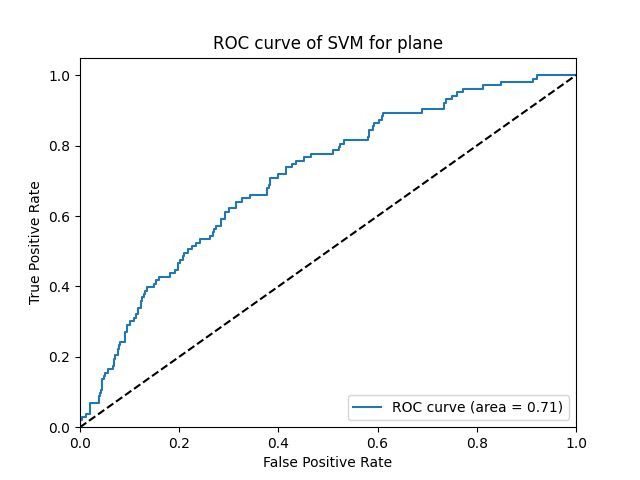 ROC curve of SVM for plane
True Positive Rate
1.0
0.8
0.6
0.4
0.2
0.0
0.0 0.2 0.4 0.6 0.8 1.0
False Positive Rate
ROC curve (area = 0.71)